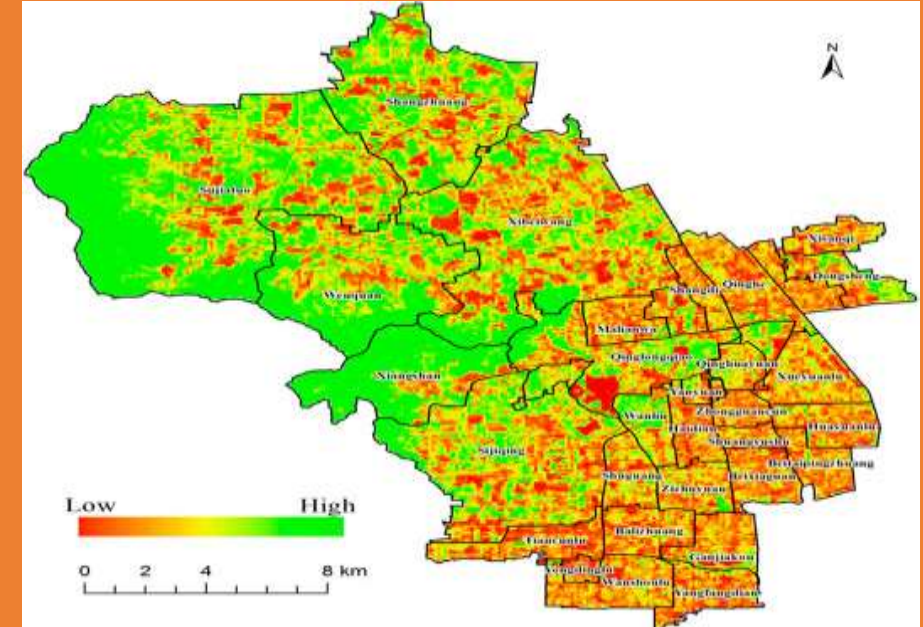 N
Shangzhuang
Sujiatuo
Xibeiwang
Xisanqi
Dongsheng
Wenquan
Shangdi
Qinghe
Malianwa
Qinglongqiao
Qinghuayuan
Xueyuanlu
Xiangshan
Yanyuan
Wanliu
Zhongguancun
Haidian
Huayuanlu
Shuangyushu
Sijiqing
Beitaipingzhuang
Shuguang
Beixiaguan
Zizhuyuan
Low High
Balizhuang
Tiancunlu
Ganjiakou
Yongdinglu
Wanshoulu
Yangfangdian
0 2 4 8 km